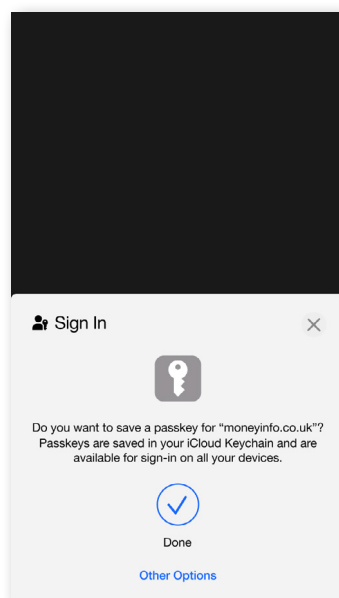 Sign In
Do you want to save a passkey for “moneyinfo.co.uk”?
Passkeys are saved in your iCloud Keychain and are
available for sign-in on all your devices.
Done
Other Options